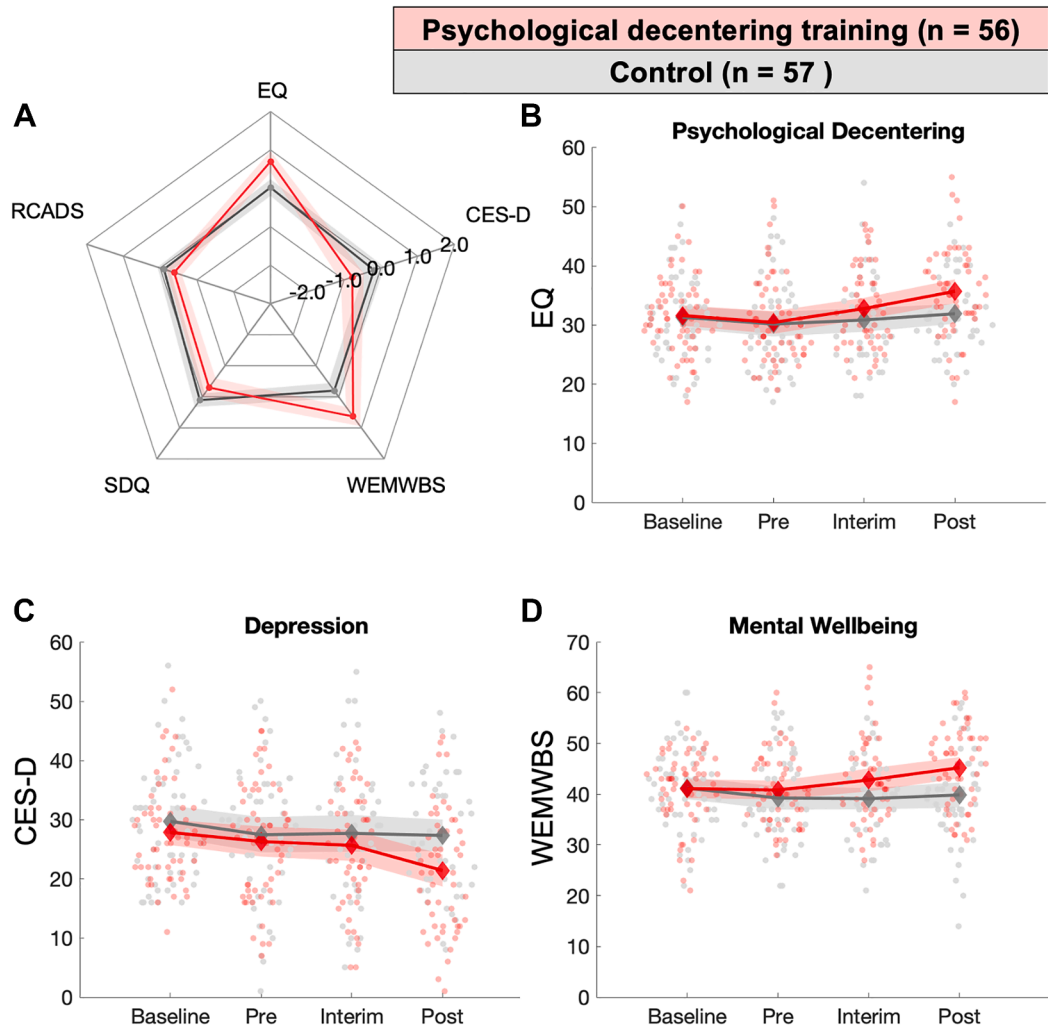 Psychological decentering training (n = 56)
Control (n = 57 )
A
EQ
RCADS
CES-D
2.0
1.0
0.0
-1.0
-2.0
SDQ
WEMWBS
B
Psychological Decentering
60
50
40
30
20
10
0
EQ
Baseline Pre Interim Post
C
Depression
60
50
40
30
20
10
0
CES-D
Baseline Pre Interim Post
D
Mental Wellbeing
70
60
50
40
30
20
10
0
WEMWBS
Baseline Pre Interim Post